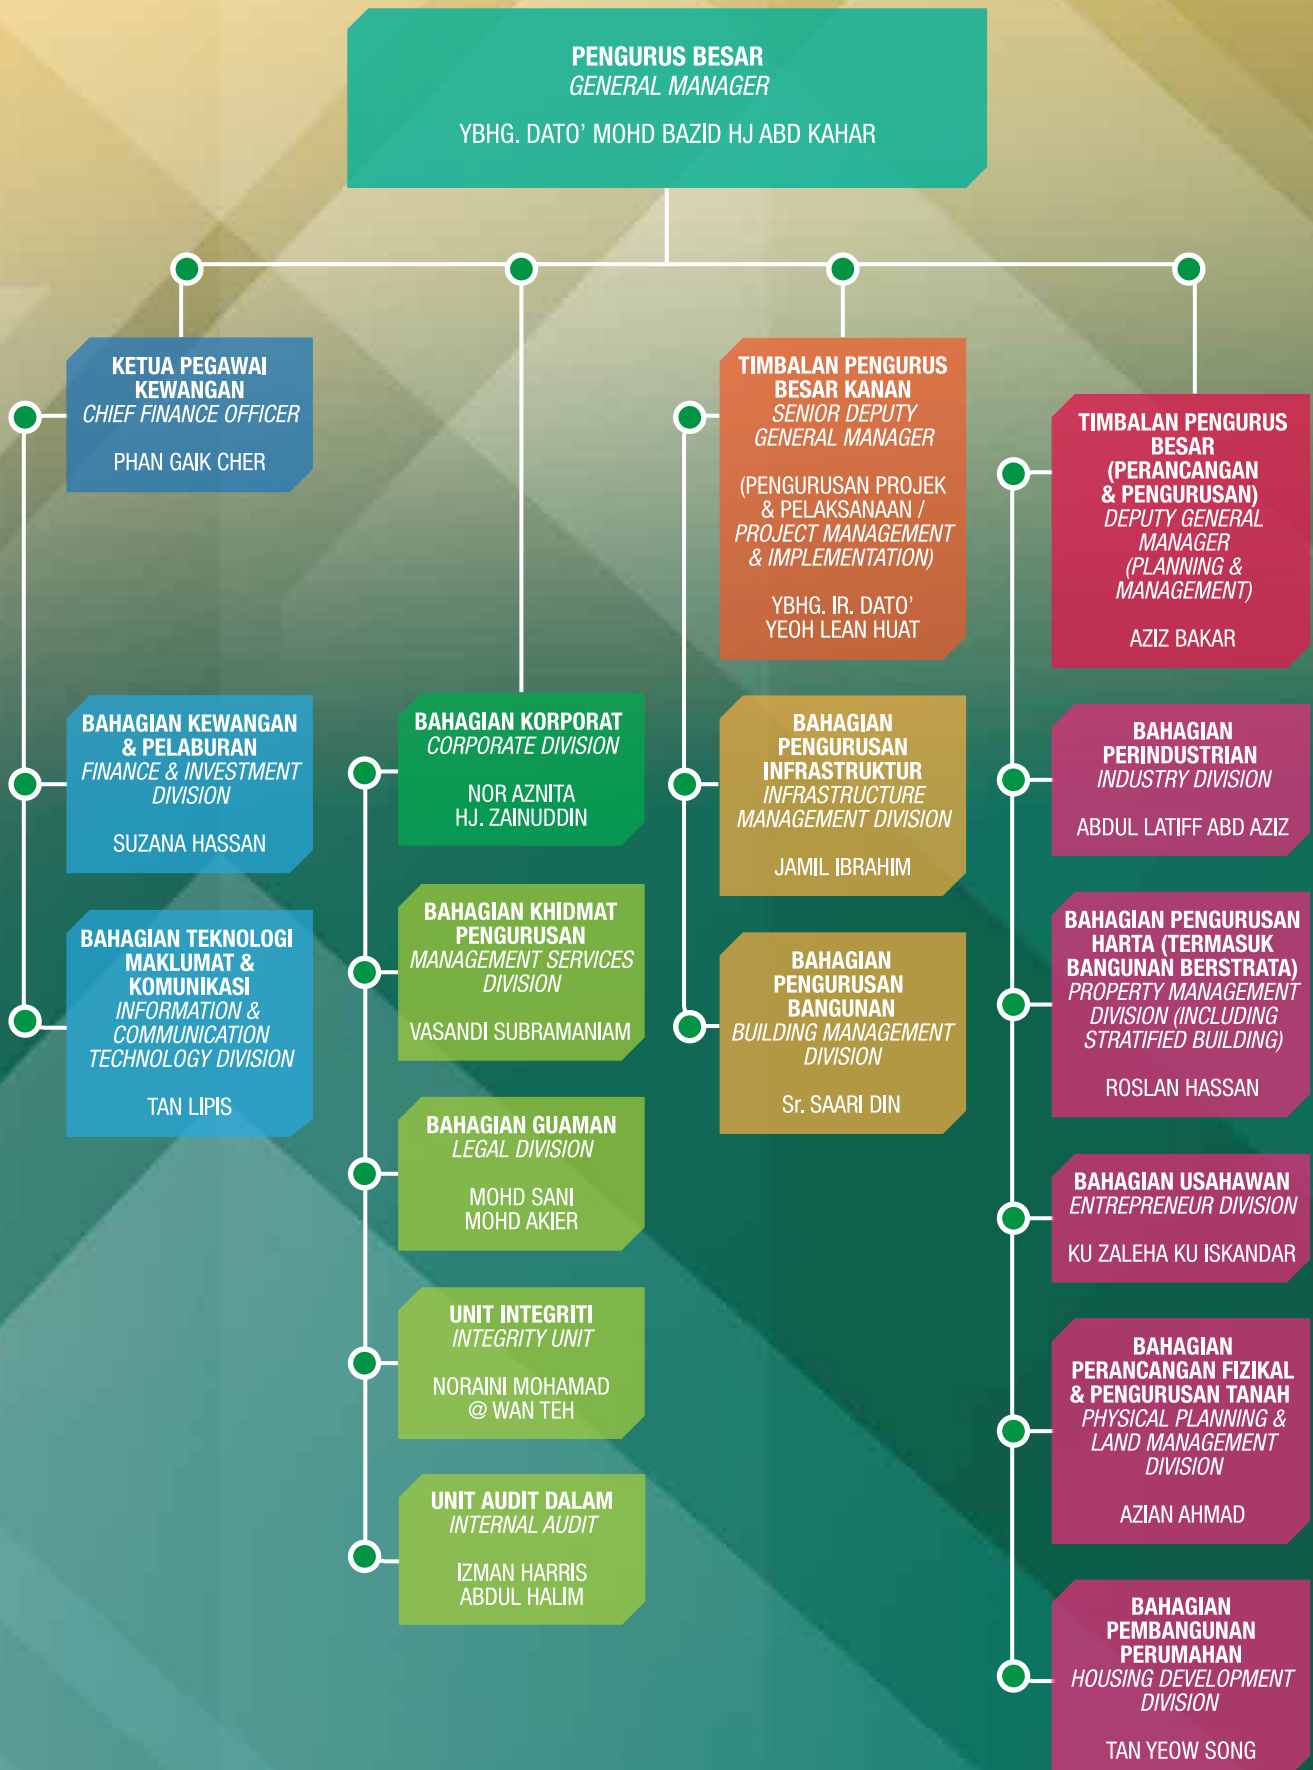 PENGURUS BESAR
GENERAL MANAGER
YBHG. DATO’ MOHD BAZID HJ ABD KAHAR
KETUA PEGAWAI
KEWANGAN
CHIEF FINANCE OFFICER
PHAN GAIK CHER
BAHAGIAN KEWANGAN
& PELABURAN
FINANCE & INVESTMENT
DIVISION
SUZANA HASSAN
BAHAGIAN TEKNOLOGI
MAKLUMAT &
KOMUNIKASI
INFORMATION &
COMMUNICATION
TECHNOLOGY DIVISION
TAN LIPIS
BAHAGIAN KORPORAT
CORPORATE DIVISION
NOR AZNITA
HJ. ZAINUDDIN
BAHAGIAN KHIDMAT
PENGURUSAN
MANAGEMENT SERVICES
DIVISION
VASANDI SUBRAMANIAM
BAHAGIAN GUAMAN
LEGAL DIVISION
MOHD SANI
MOHD AKIER
UNIT INTEGRITI
INTEGRITY UNIT
NORAINI MOHAMAD
@ WAN TEH
UNIT AUDIT DALAM
INTERNAL AUDIT
IZMAN HARRIS
ABDUL HALIM
TIMBALAN PENGURUS
BESAR KANAN
SENIOR DEPUTY
GENERAL MANAGER
(PENGURUSAN PROJEK
& PELAKSANAAN /
PROJECT MANAGEMENT
& IMPLEMENTATION)
YBHG. IR. DATO’
YEOH LEAN HUAT
BAHAGIAN
PENGURUSAN
INFRASTRUKTUR
INFRASTRUCTURE
MANAGEMENT DIVISION
JAMIL IBRAHIM
BAHAGIAN
PENGURUSAN
BANGUNAN
BUILDING MANAGEMENT
DIVISION
Sr. SAARI DIN
TIMBALAN PENGURUS
BESAR
(PERANCANGAN
& PENGURUSAN)
DEPUTY GENERAL
MANAGER
(PLANNING &
MANAGEMENT)
AZIZ BAKAR
BAHAGIAN
PERINDUSTRIAN
INDUSTRY DIVISION
ABDUL LATIFF ABD AZIZ
BAHAGIAN PENGURUSAN
HARTA (TERMASUK
BANGUNAN BERSTRATA)
PROPERTY MANAGEMENT
DIVISION (INCLUDING
STRATIFIED BUILDING)
ROSLAN HASSAN
BAHAGIAN USAHAWAN
ENTREPRENEUR DIVISION
KU ZALEHA KU ISKANDAR
BAHAGIAN
PERANCANGAN FIZIKAL
& PENGURUSAN TANAH
PHYSICAL PLANNING &
LAND MANAGEMENT
DIVISION
AZIAN AHMAD
BAHAGIAN
PEMBANGUNAN
PERUMAHAN
HOUSING DEVELOPMENT
DIVISION
TAN YEOW SONG